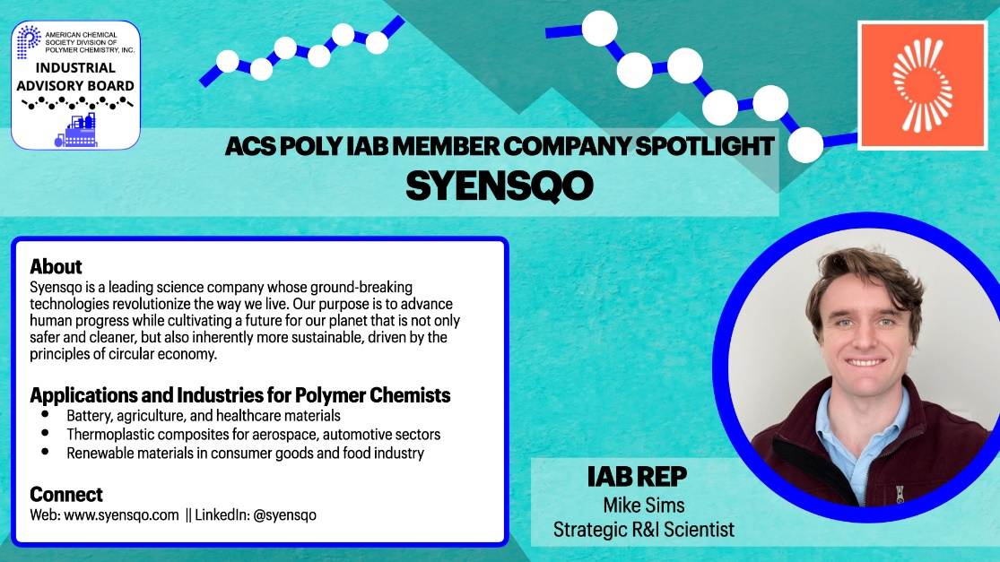 AMERICAN CHEMICAL
SOCIETY DIVISION OF
POLYMER CHEMISTRY, INC.
INDUSTRIAL
ADVISORY BOARD
ACS POLY IAB MEMBER COMPANY SPOTLIGHT
SYENSQO
About
Syensqo is a leading science company whose ground-breaking
technologies revolutionize the way we live. Our purpose is to advance
human progress while cultivating a future for our planet that is not only
safer and cleaner, but also inherently more sustainable, driven by the
principles of circular economy.
Applications and Industries for Polymer Chemists
• Battery, agriculture, and healthcare materials
• Thermoplastic composites for aerospace, automotive sectors
• Renewable materials in consumer goods and food industry
Connect
Web: www.syensqo.com || LinkedIn: @syensqo
IAB REP
Mike Sims
Strategic R&I Scientist